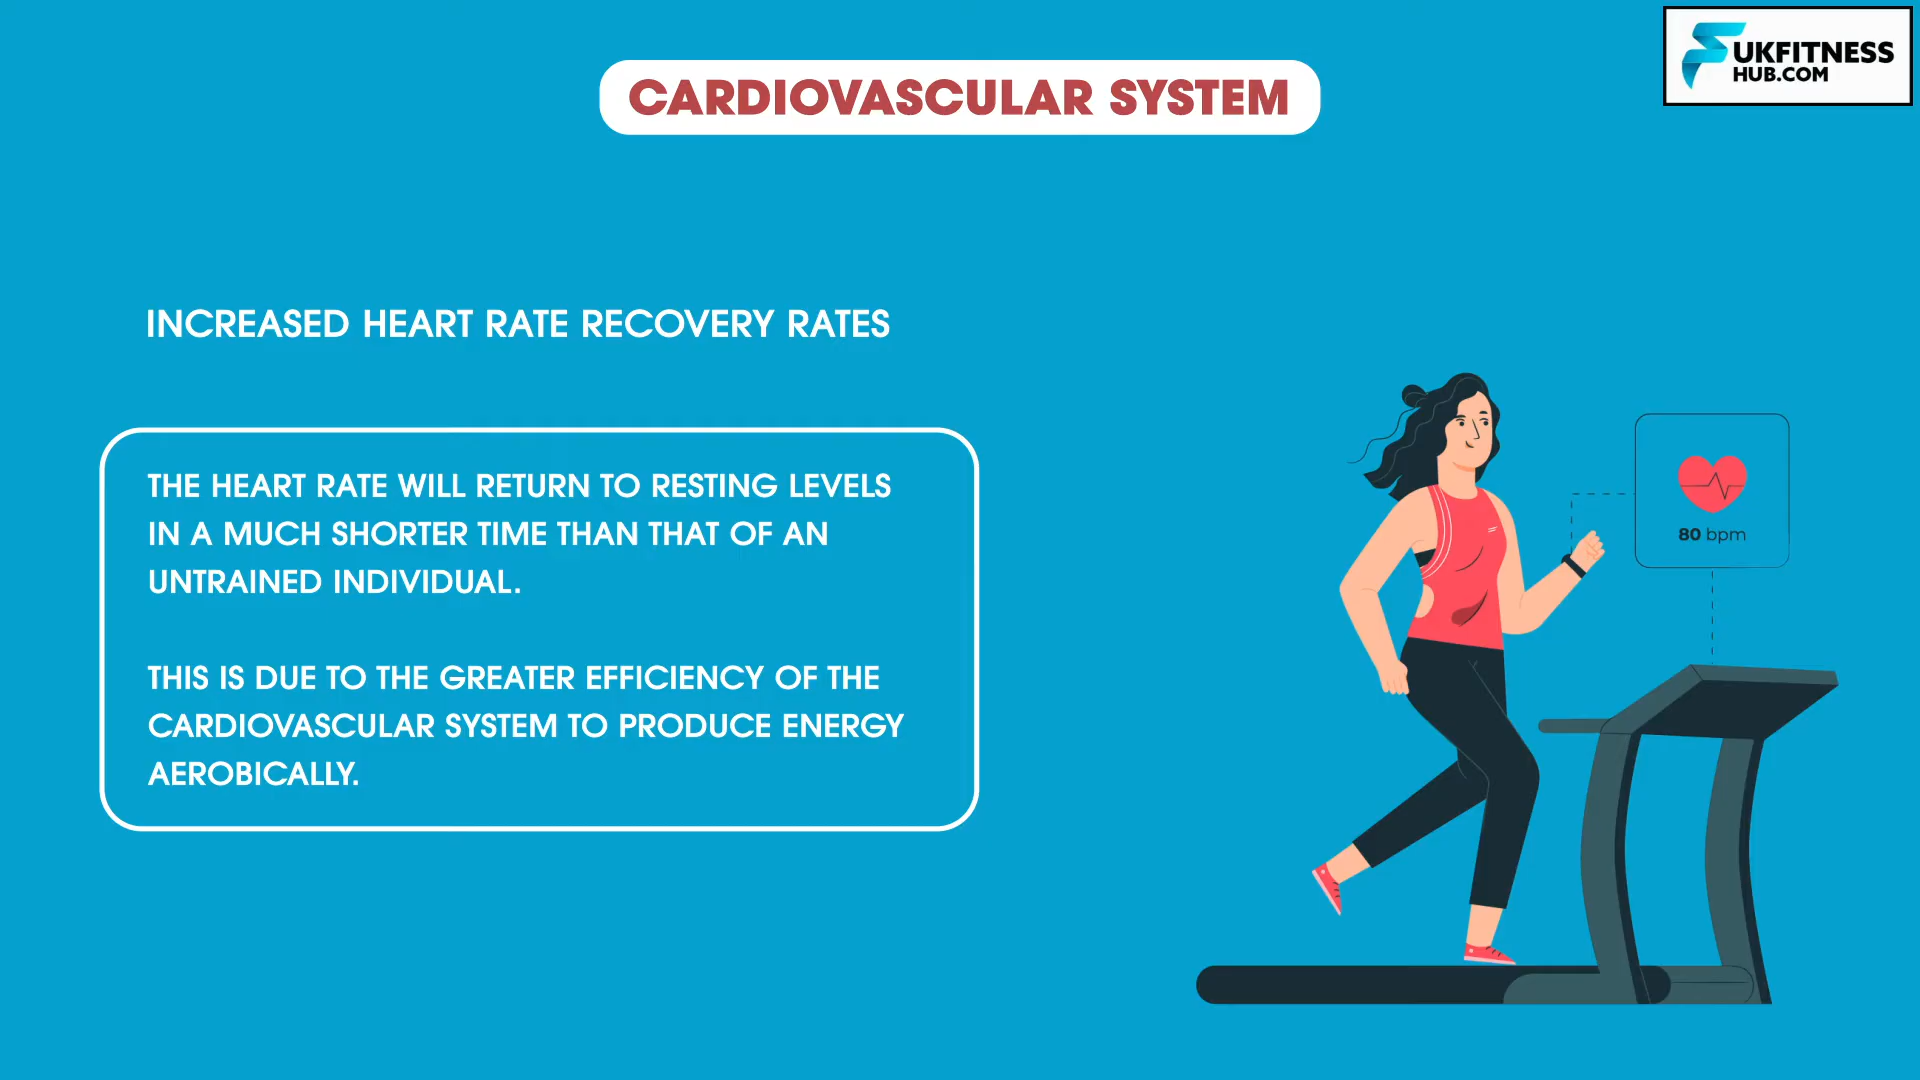 UKFITNESS
HUB.COM
CARDIOVASCULAR SYSTEM
INCREASED HEART RATE RECOVERY RATES
THE HEART RATE WILL RETURN TO RESTING LEVELS
IN A MUCH SHORTER TIME THAN THAT OF AN
UNTRAINED INDIVIDUAL.
THIS IS DUE TO THE GREATER EFFICIENCY OF THE
CARDIOVASCULAR SYSTEM TO PRODUCE ENERGY
AEROBICALLY.
80 bpm